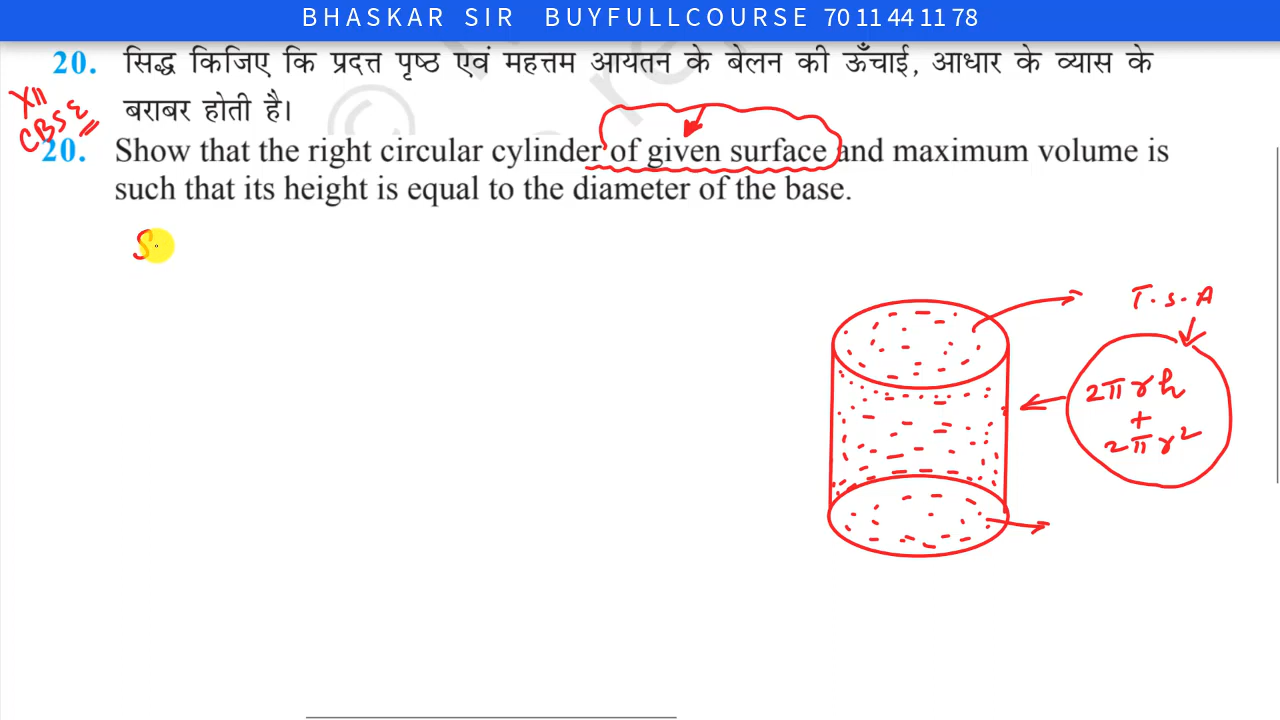 BHASKAR SIR BUYFULLCOURSE 70 11 44 11 78
20. सिद्ध किजिए कि प्रदत्त पृष्ठ एवं महत्तम आयतन के बेलन की ऊँचाई, आधार के व्यास के
बराबर होती है।
XII
CBSE
20. Show that the right circular cylinder of given surface and maximum volume is
such that its height is equal to the diameter of the base.
S
T.S.A
2πrh
+
2πr²